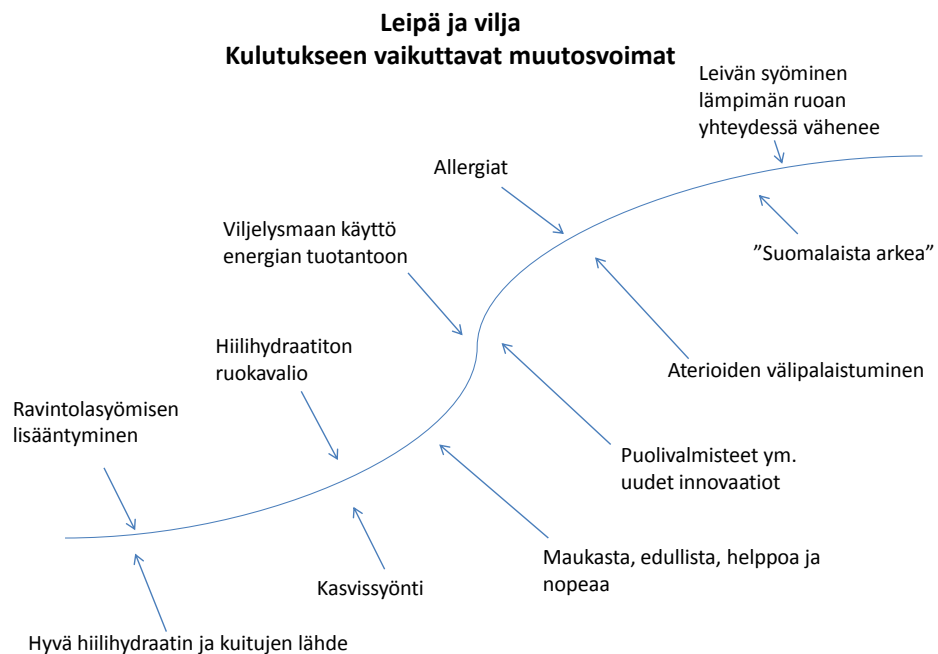 Leipä ja vilja
Kulutukseen vaikuttavat muutosvoimat
Leivän syöminen
lämpimän ruoan
yhteydessä vähenee
Allergiat
Viljelysmaan käyttö
energian tuotantoon
"Suomalaista arkea"
Hiilihydraatiton
ruokavalio
Aterioiden välipalaistuminen
Ravintolasyömisen
lisääntyminen
Puolivalmisteet ym.
uudet innovaatiot
Maukasta, edullista, helppoa ja
nopeaa
Kasvissyönti
Hyvä hiilihydraatin ja kuitujen lähde